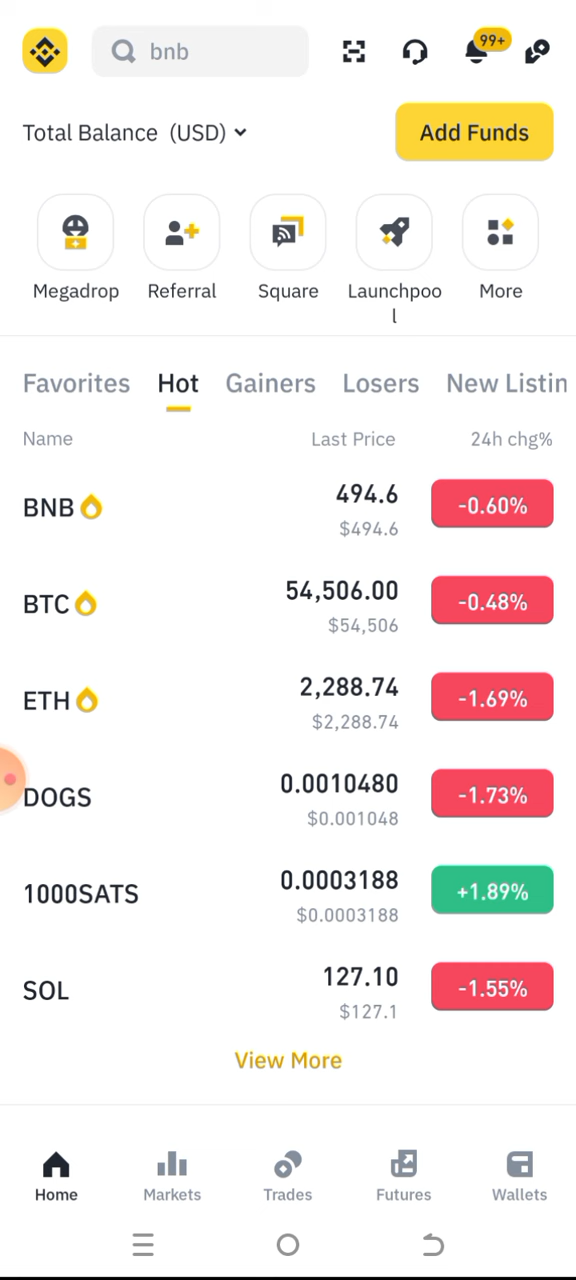 bnb
99+
Total Balance (USD)
Add Funds
Megadrop
Referral
Square
Launchpoo
l
More
Favorites Hot Gainers Losers New Listin
Name Last Price 24h chg%
BNB 494.6 -0.60%
$494.6
BTC 54,506.00 -0.48%
$54,506
ETH 2,288.74 -1.69%
$2,288.74
DOGS 0.0010480 -1.73%
$0.001048
1000SATS 0.0003188 +1.89%
$0.0003188
SOL 127.10 -1.55%
$127.1
View More
Home Markets Trades Futures Wallets